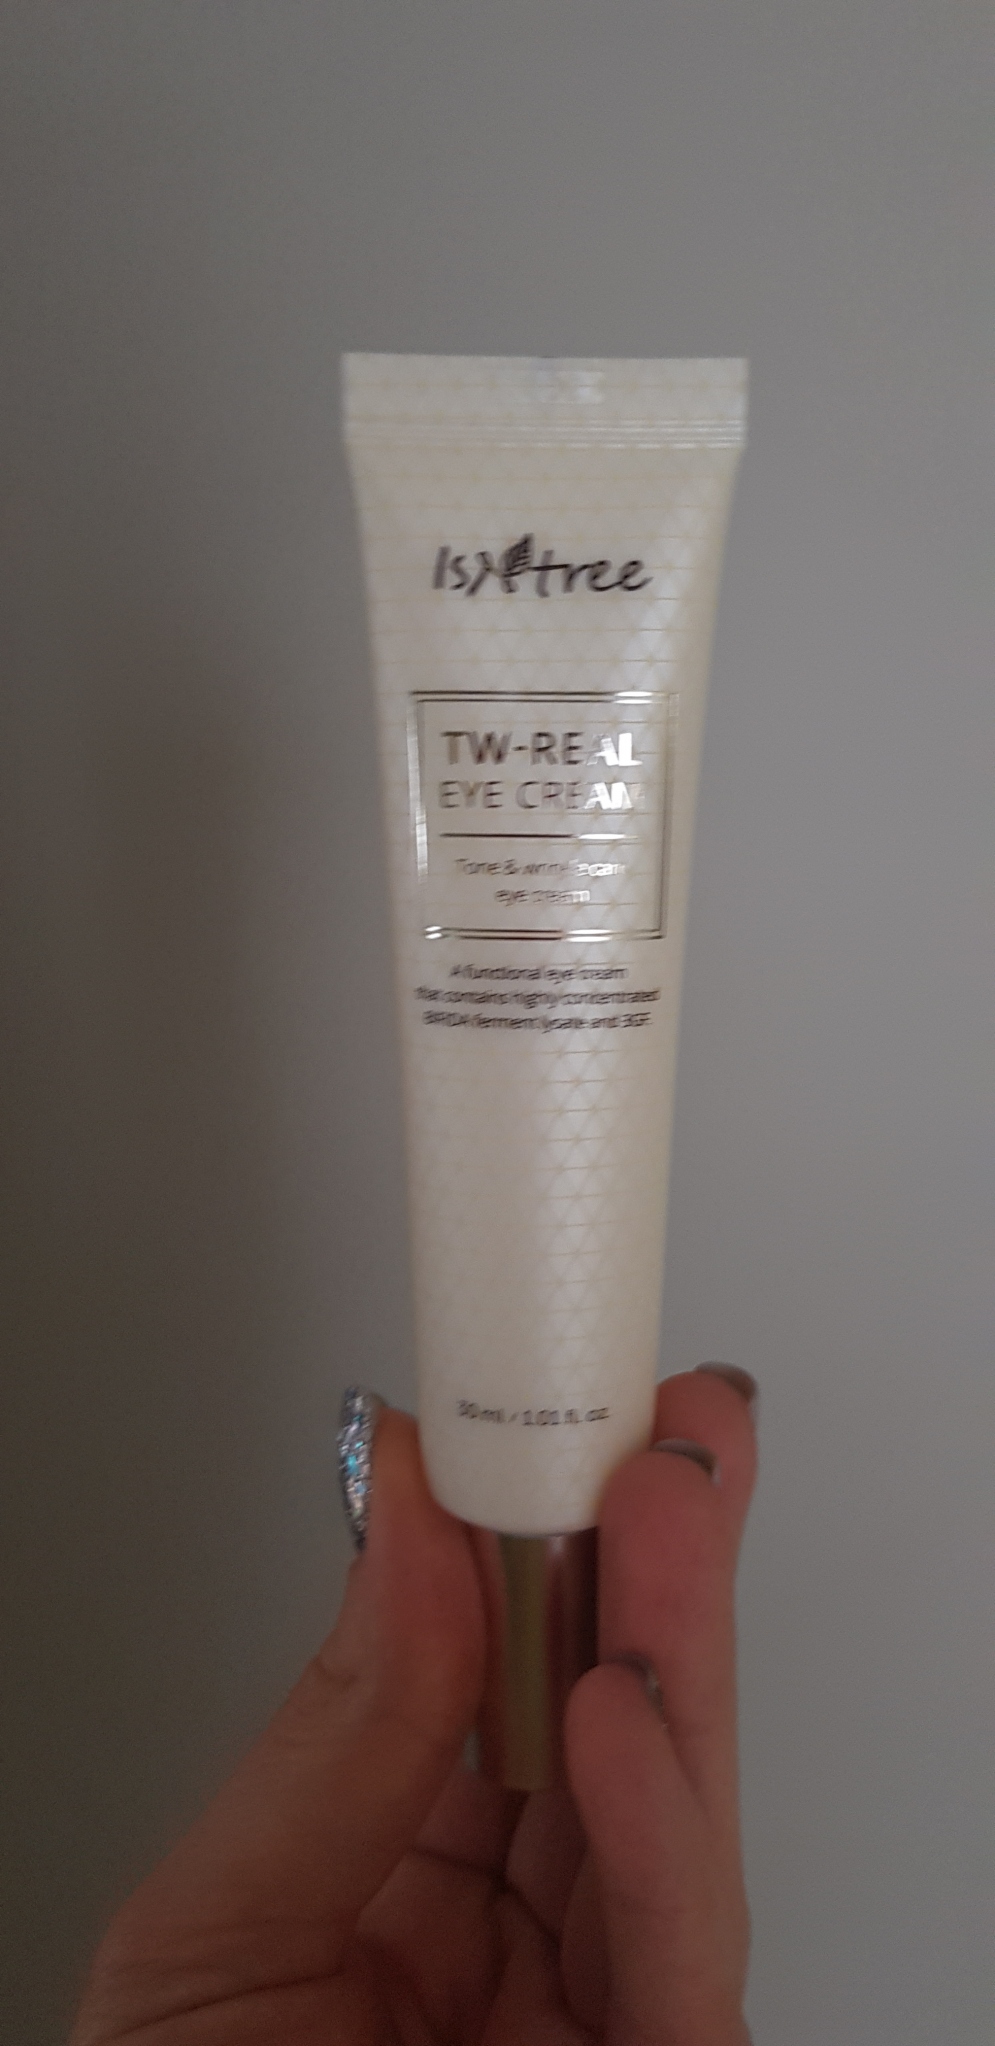 Isntree
TW-REAL
EYE CREAM
Tone & wrinkle care
eye cream
A functional eye cream
that contains highly concentrated
ferment lysate and
30 ml / 1.01 fl. oz